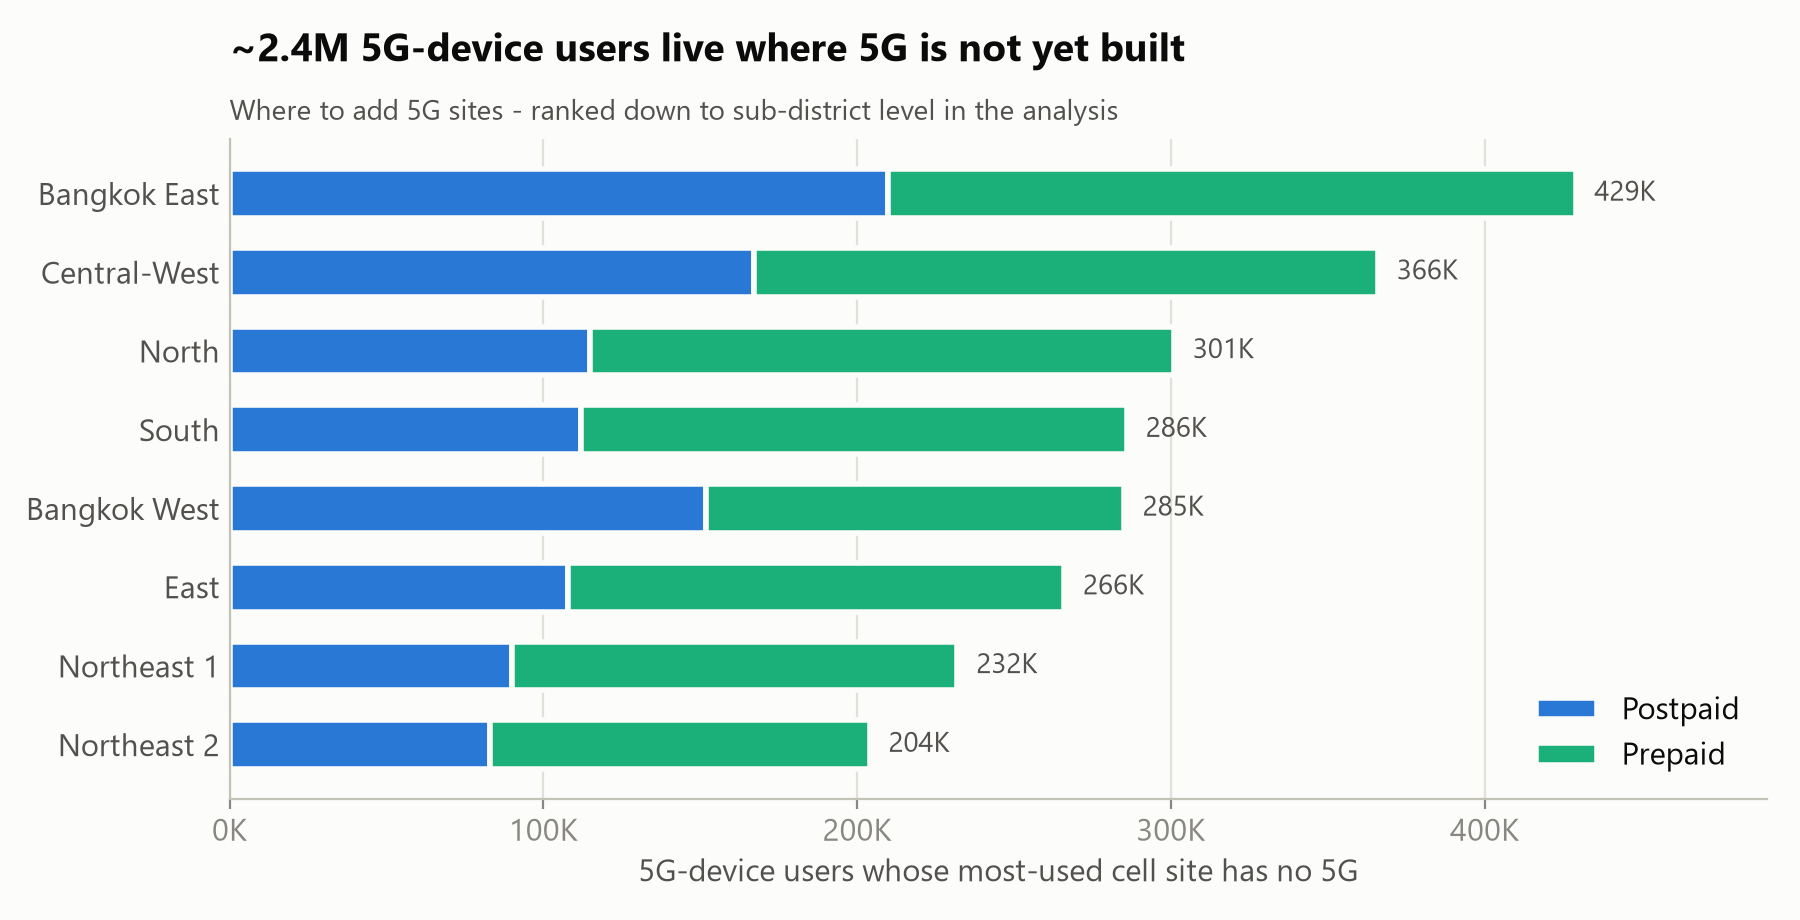 ~2.4M 5G-device users live where 5G is not yet built
Where to add 5G sites - ranked down to sub-district level in the analysis
Bangkok East 429K
Central-West 366K
North 301K
South 286K
Bangkok West 285K
East 266K
Northeast 1 232K
Northeast 2 204K
Postpaid
Prepaid
0K 100K 200K 300K 400K
5G-device users whose most-used cell site has no 5G